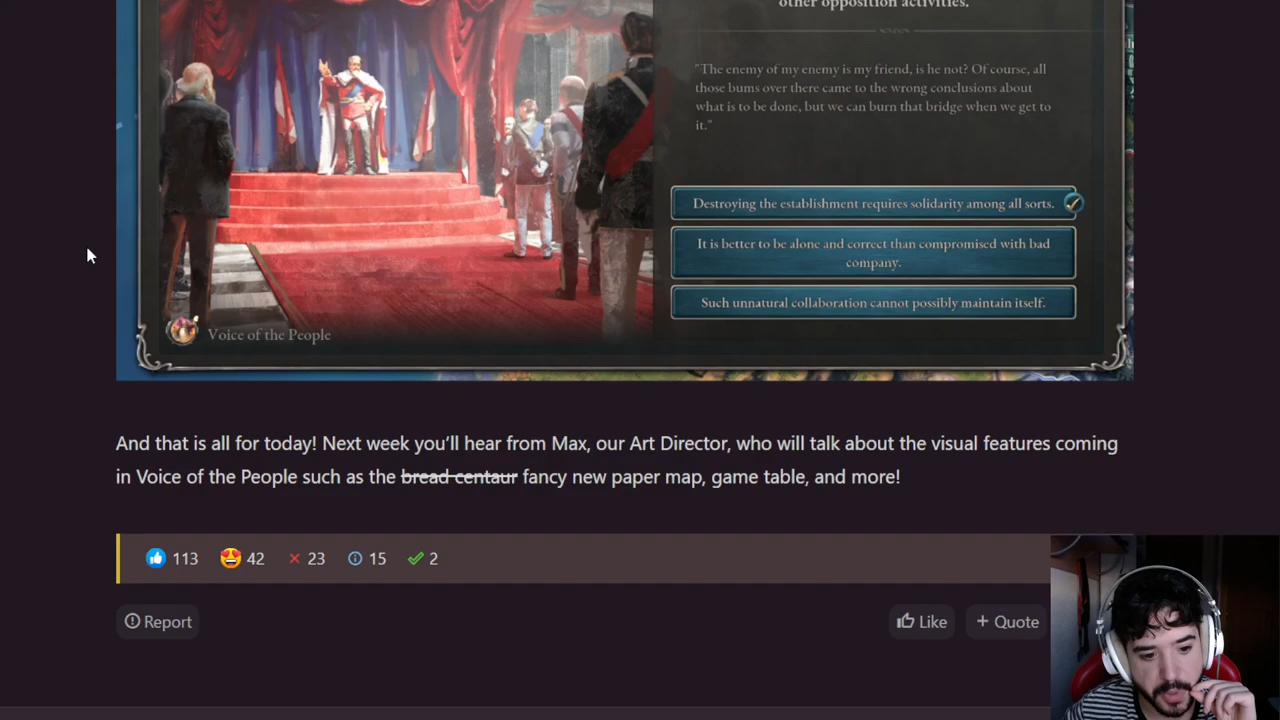 other opposition activities.
"The enemy of my enemy is my friend, is he not? Of course, all
those bums over there came to the wrong conclusions about
what is to be done, but we can burn that bridge when we get to
it."
Destroying the establishment requires solidarity among all sorts.
It is better to be alone and correct than compromised with bad
company.
Such unnatural collaboration cannot possibly maintain itself.
Voice of the People
And that is all for today! Next week you’ll hear from Max, our Art Director, who will talk about the visual features coming
in Voice of the People such as the bread centaur fancy new paper map, game table, and more!
113 42 23 15 2
Report Like + Quote